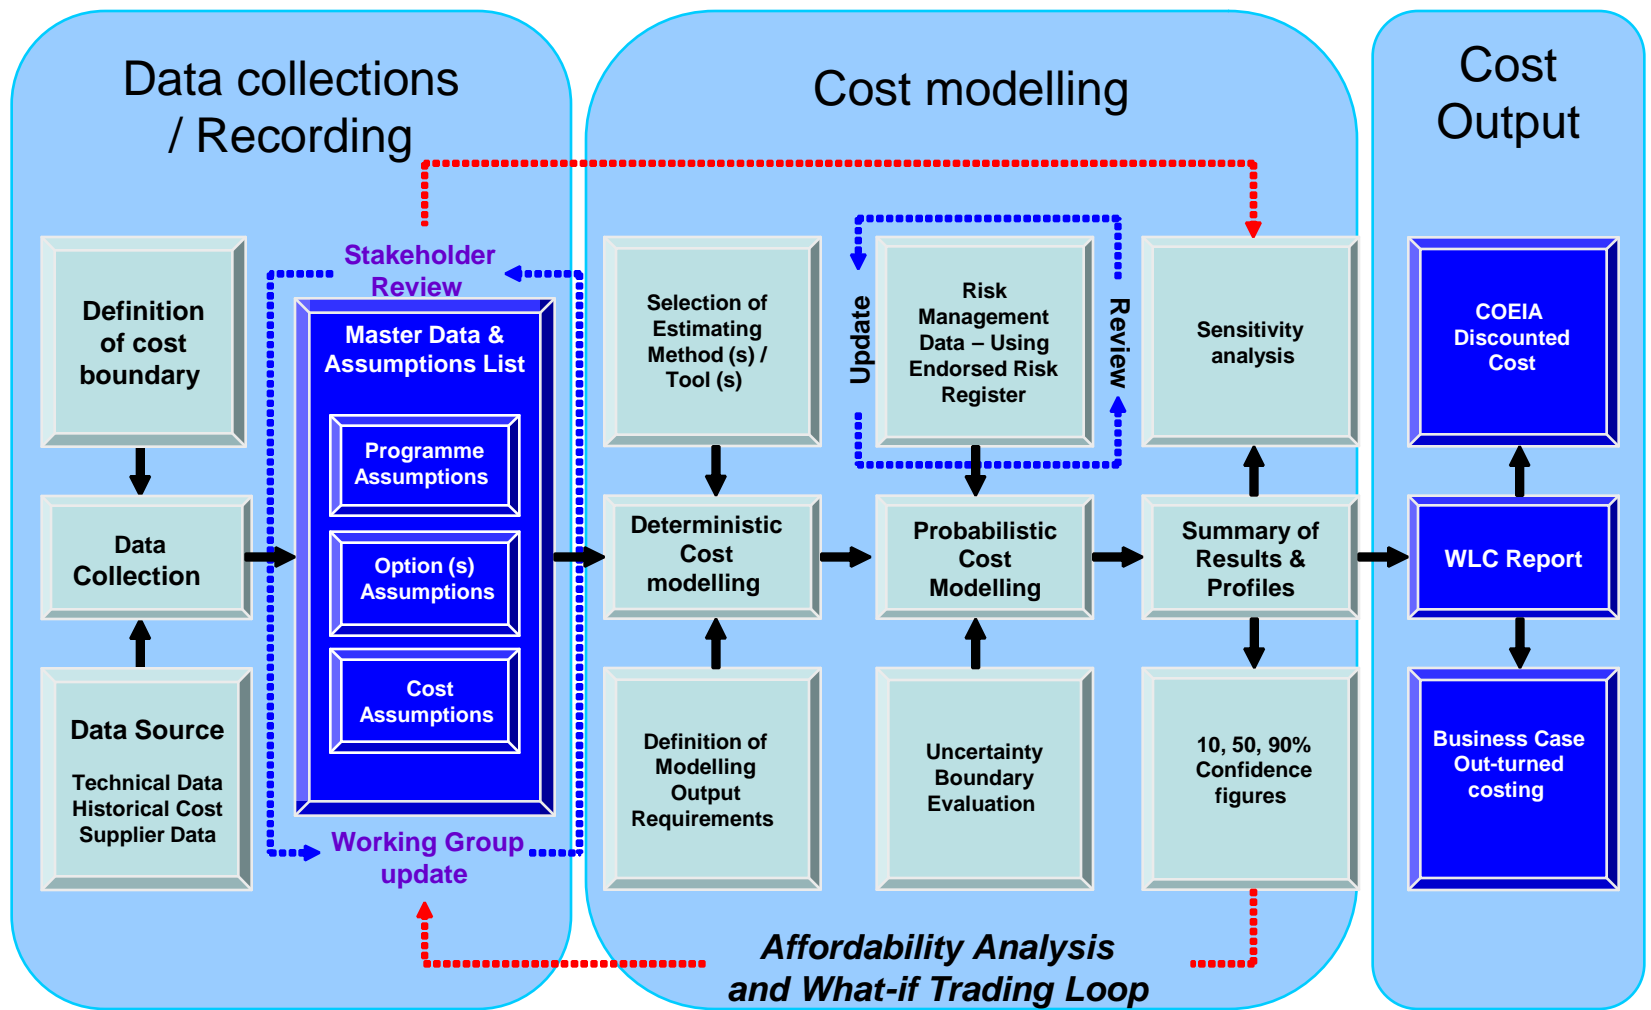 Data collections
/ Recording
Cost modelling
Cost
Output
Definition
of cost
boundary
Data
Collection
Data Source
Technical Data
Historical Cost
Supplier Data
Stakeholder
Review
Master Data &
Assumptions List
Programme
Assumptions
Option (s)
Assumptions
Cost
Assumptions
Working Group
update
Selection of
Estimating
Method (s) /
Tool (s)
Deterministic
Cost
modelling
Definition of
Modelling
Output
Requirements
Update
Risk
Management
Data – Using
Endorsed Risk
Register
Review
Probabilistic
Cost
Modelling
Uncertainty
Boundary
Evaluation
Sensitivity
analysis
Summary of
Results &
Profiles
10, 50, 90%
Confidence
figures
Affordability Analysis
and What-if Trading Loop
COEIA
Discounted
Cost
WLC Report
Business Case
Out-turned
costing